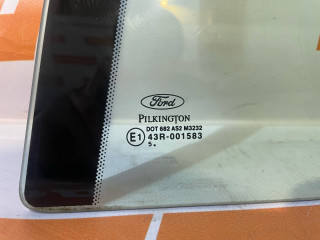 Ford
PILKINGTON
DOT 682 AS2 M3232
E1 43R-001583
5.